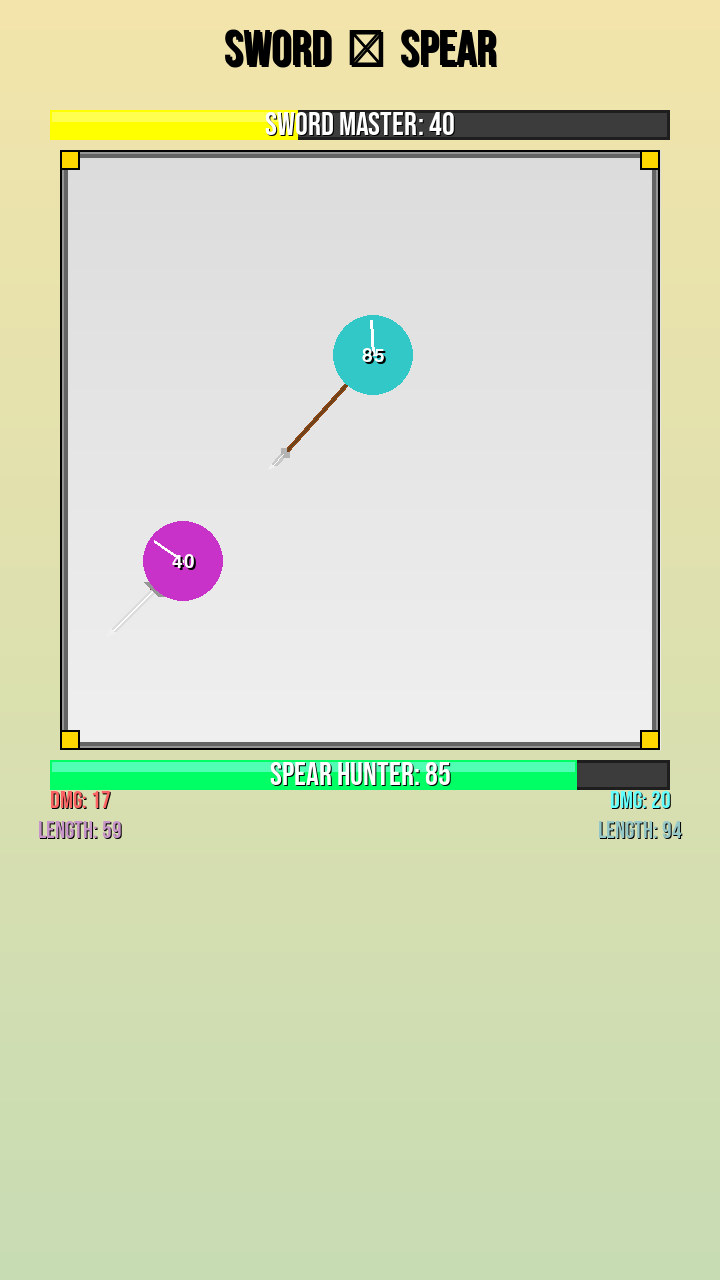 SWORD ☒ SPEAR
SWORD MASTER: 40
85
40
SPEAR HUNTER: 85
DMG: 17 DMG: 20
LENGTH: 59 LENGTH: 94